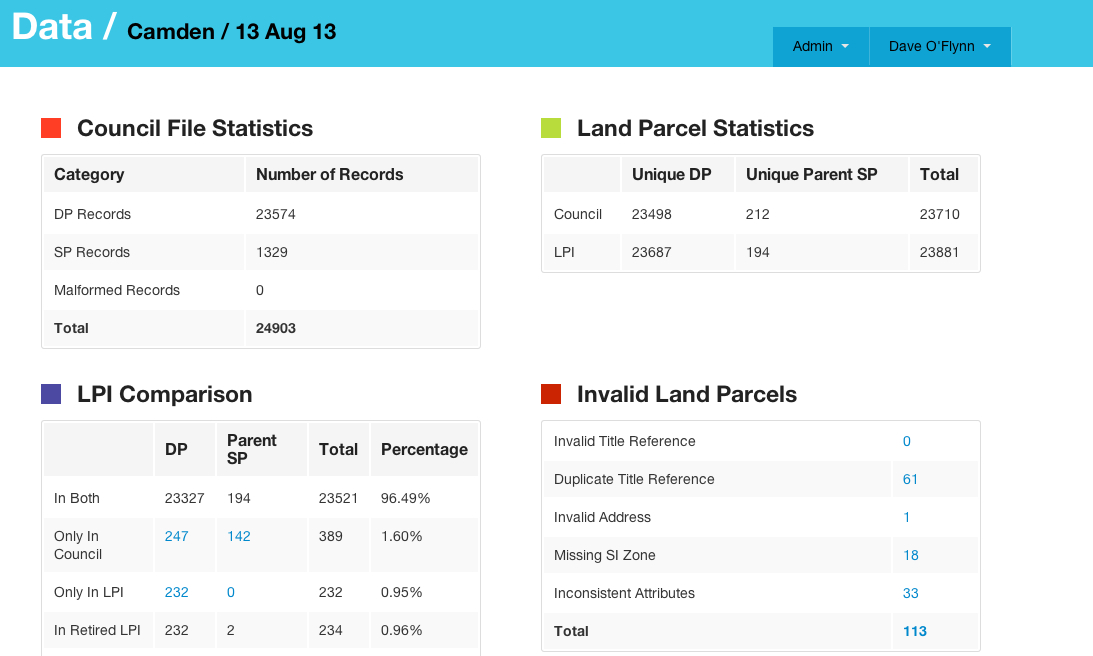 Data / Camden / 13 Aug 13
Admin Dave O'Flynn
Council File Statistics
Category Number of Records
DP Records 23574
SP Records 1329
Malformed Records 0
Total 24903
Land Parcel Statistics
Unique DP Unique Parent SP Total
Council 23498 212 23710
LPI 23687 194 23881
LPI Comparison
DP Parent SP Total Percentage
In Both 23327 194 23521 96.49%
Only In Council 247 142 389 1.60%
Only In LPI 232 0 232 0.95%
In Retired LPI 232 2 234 0.96%
Invalid Land Parcels
Invalid Title Reference 0
Duplicate Title Reference 61
Invalid Address 1
Missing SI Zone 18
Inconsistent Attributes 33
Total 113